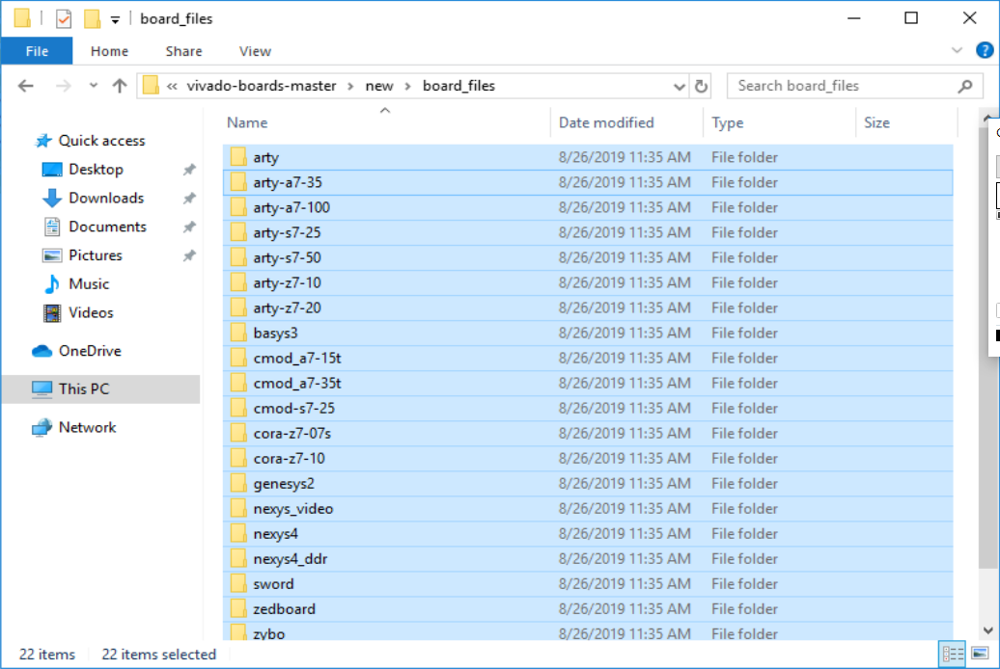 board_files
File Home Share View
« vivado-boards-master › new › board_files Search board_files
Name Date modified Type Size
Quick access
Desktop
Downloads
Documents
Pictures
Music
Videos
OneDrive
This PC
Network
arty 8/26/2019 11:35 AM File folder
arty-a7-35 8/26/2019 11:35 AM File folder
arty-a7-100 8/26/2019 11:35 AM File folder
arty-s7-25 8/26/2019 11:35 AM File folder
arty-s7-50 8/26/2019 11:35 AM File folder
arty-z7-10 8/26/2019 11:35 AM File folder
arty-z7-20 8/26/2019 11:35 AM File folder
basys3 8/26/2019 11:35 AM File folder
cmod_a7-15t 8/26/2019 11:35 AM File folder
cmod_a7-35t 8/26/2019 11:35 AM File folder
cmod-s7-25 8/26/2019 11:35 AM File folder
cora-z7-07s 8/26/2019 11:35 AM File folder
cora-z7-10 8/26/2019 11:35 AM File folder
genesys2 8/26/2019 11:35 AM File folder
nexys_video 8/26/2019 11:35 AM File folder
nexys4 8/26/2019 11:35 AM File folder
nexys4_ddr 8/26/2019 11:35 AM File folder
sword 8/26/2019 11:35 AM File folder
zedboard 8/26/2019 11:35 AM File folder
zybo 8/26/2019 11:35 AM File folder
22 items 22 items selected